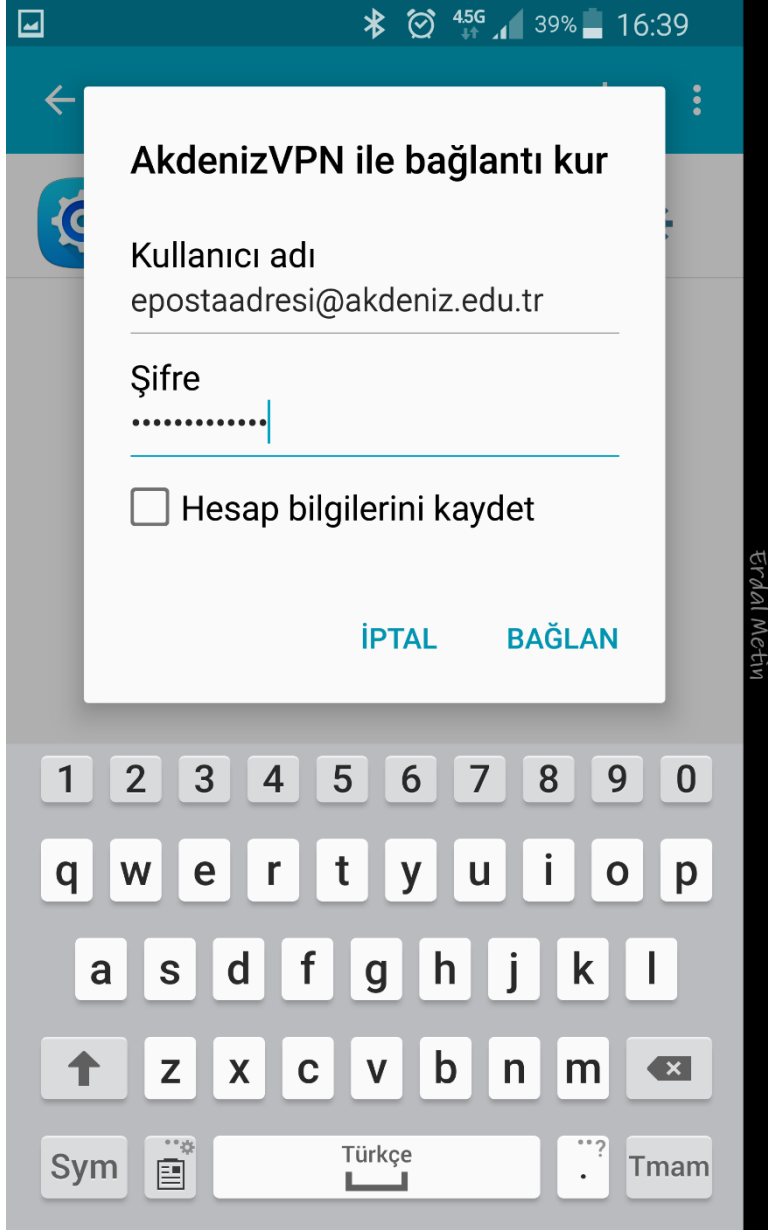 4.5G 39% 16:39
AkdenizVPN ile bağlantı kur
Kullanıcı adı
epostaadresi@akdeniz.edu.tr
Şifre
•••••••••••••
Hesap bilgilerini kaydet
İPTAL BAĞLAN
Erdal Metin
1 2 3 4 5 6 7 8 9 0
q w e r t y u i o p
a s d f g h j k l
z x c v b n m
Sym Türkçe . ? Tmam